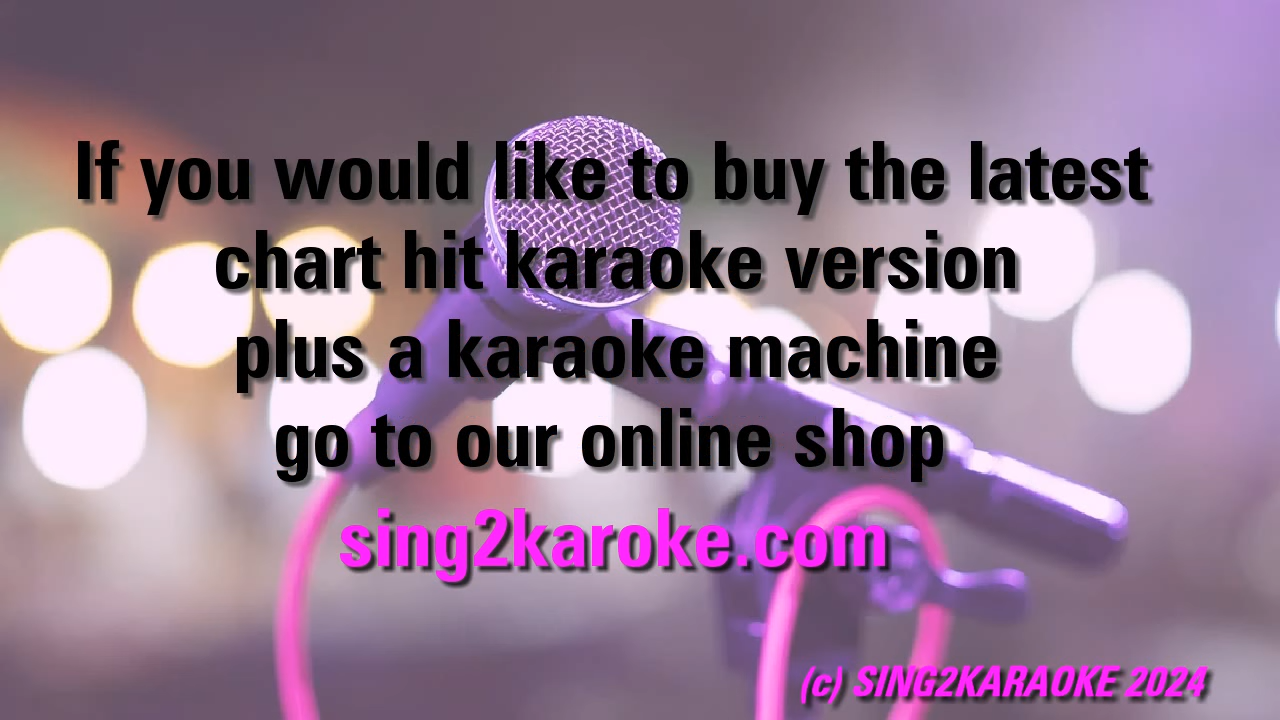 If you would like to buy the latest
chart hit karaoke version
plus a karaoke machine
go to our online shop
sing2karoke.com
(c) SING2KARAOKE 2024